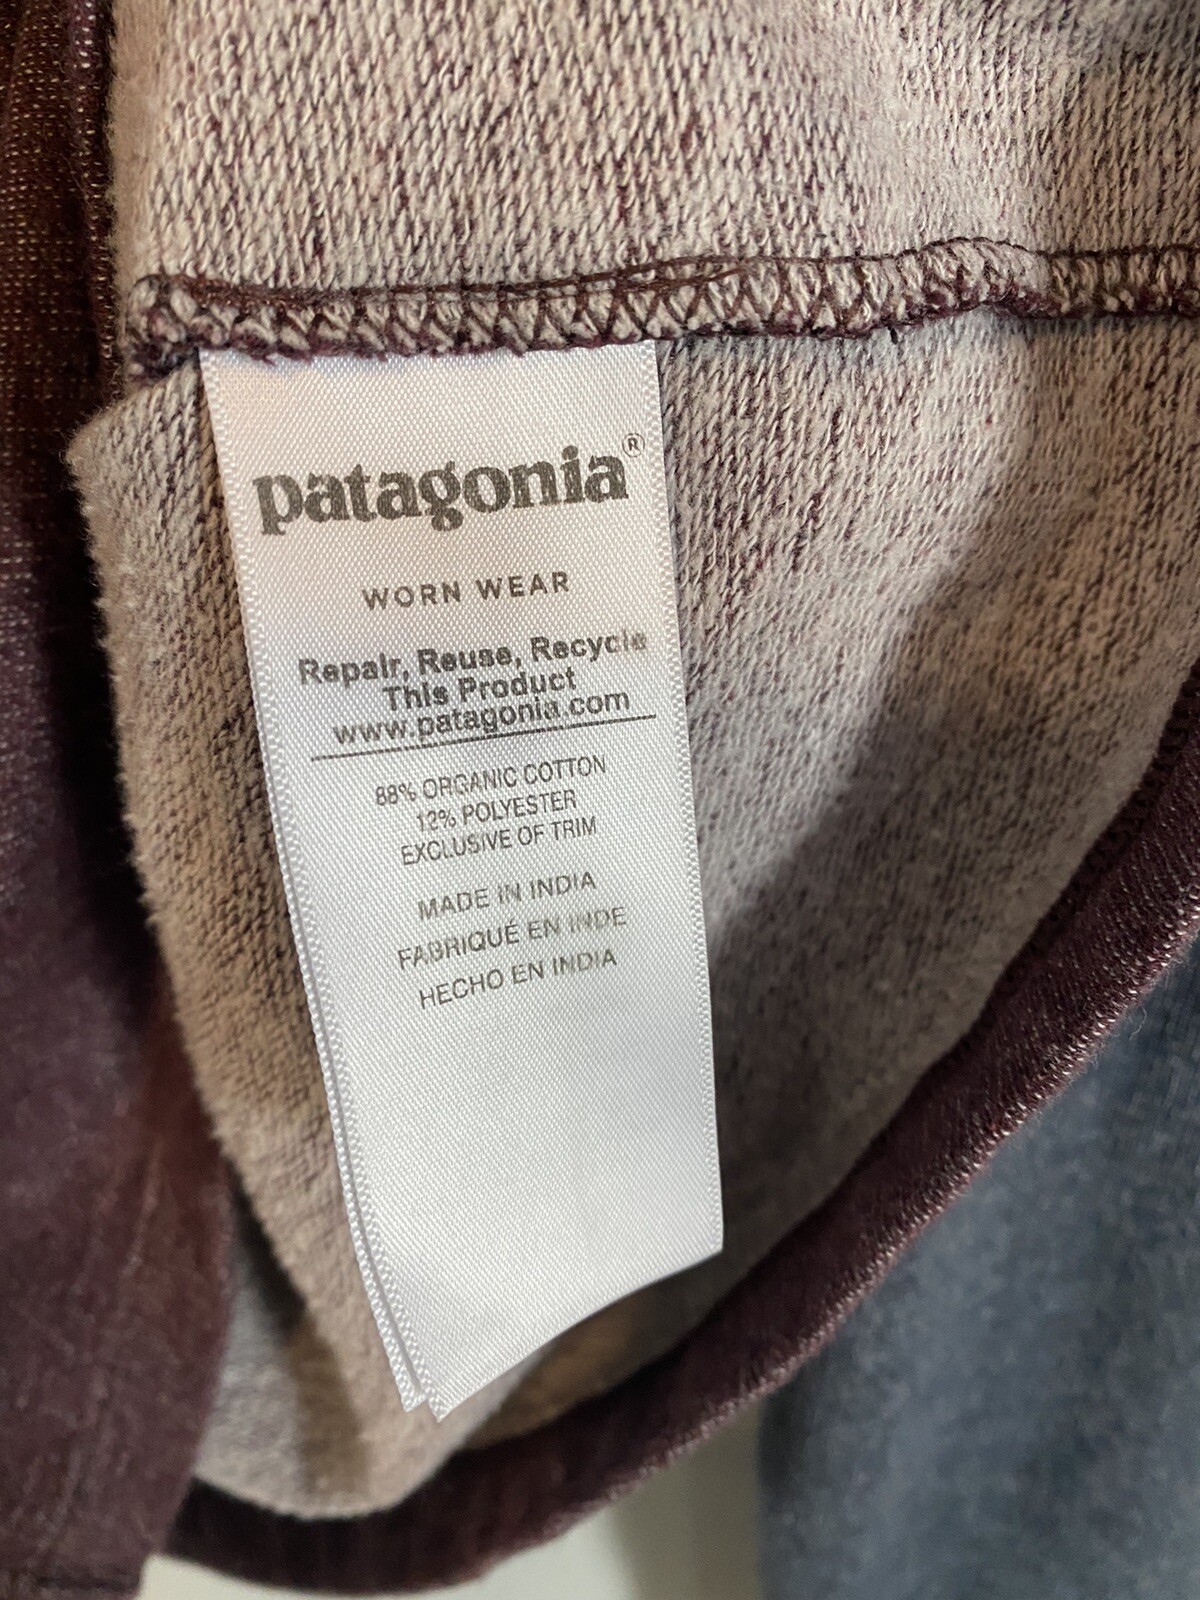 patagonia®
WORN WEAR
Repair, Reuse, Recycle
This Product
www.patagonia.com
88% ORGANIC COTTON
12% POLYESTER
EXCLUSIVE OF TRIM
MADE IN INDIA
FABRIQUÉ EN INDE
HECHO EN INDIA